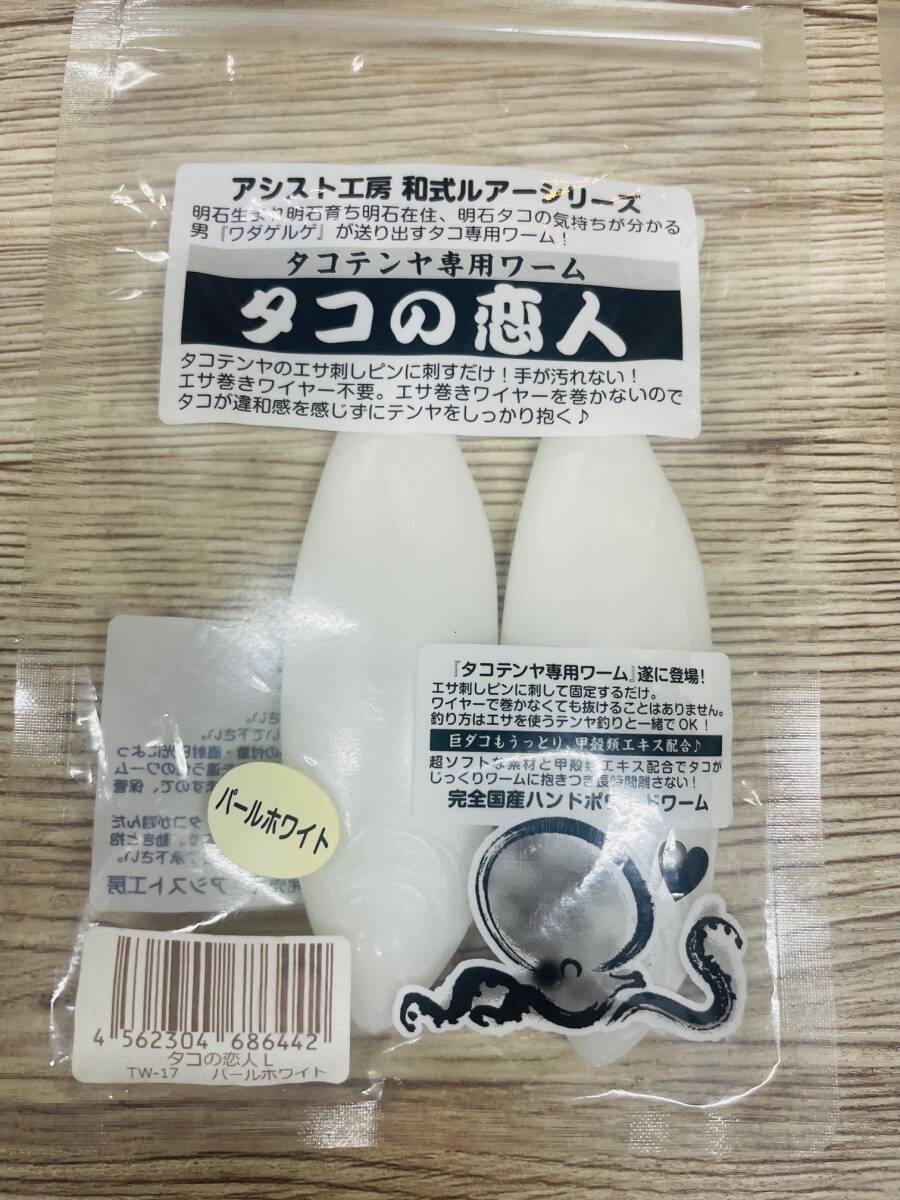 アシスト工房 和式ルアーシリーズ
明石生まれ明石育ち明石在住、明石タコの気持ちが分かる
男『ワダゲルゲ』が送り出すタコ専用ワーム！
タコテンヤ専用ワーム
タコの恋人
タコテンヤのエサ刺しピンに刺すだけ！手が汚れない！
エサ巻きワイヤー不要。エサ巻きワイヤーを巻かないので
タコが違和感を感じずにテンヤをしっかり抱く♪
『タコテンヤ専用ワーム』遂に登場！
エサ刺しピンに刺して固定するだけ。
ワイヤーで巻かなくても抜けることはありません。
釣り方はエサを使うテンヤ釣りと一緒でOK！
巨ダコもうっとり、甲殻類エキス配合♪
超ソフトな素材と甲殻類エキス配合でタコが
じっくりワームに抱きつき長時間離さない！
完全国産ハンドポワードワーム
パールホワイト
4 562304 686442
タコの恋人 L
TW-17 パールホワイト
アシスト工房